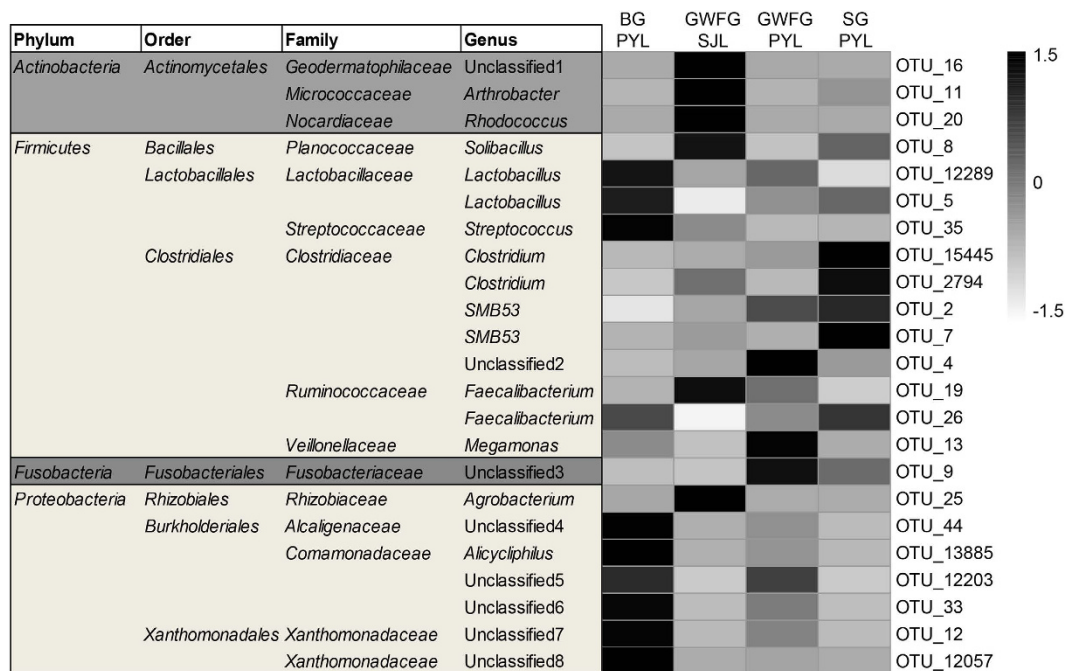 BG GWFG GWFG SG
PYL SJL PYL PYL
Phylum Order Family Genus
Actinobacteria Actinomycetales Geodermatophilaceae Unclassified1 OTU_16
Micrococcaceae Arthrobacter OTU_11
Nocardiaceae Rhodococcus OTU_20
Firmicutes Bacillales Planococcaceae Solibacillus OTU_8
Lactobacillales Lactobacillaceae Lactobacillus OTU_12289
Lactobacillus OTU_5
Streptococcaceae Streptococcus OTU_35
Clostridiales Clostridiaceae Clostridium OTU_15445
Clostridium OTU_2794
SMB53 OTU_2
SMB53 OTU_7
Unclassified2 OTU_4
Ruminococcaceae Faecalibacterium OTU_19
Faecalibacterium OTU_26
Veillonellaceae Megamonas OTU_13
Fusobacteria Fusobacteriales Fusobacteriaceae Unclassified3 OTU_9
Proteobacteria Rhizobiales Rhizobiaceae Agrobacterium OTU_25
Burkholderiales Alcaligenaceae Unclassified4 OTU_44
Comamonadaceae Alicycliphilus OTU_13885
Unclassified5 OTU_12203
Unclassified6 OTU_33
Xanthomonadales Xanthomonadaceae Unclassified7 OTU_12
Xanthomonadaceae Unclassified8 OTU_12057
1.5
0
-1.5